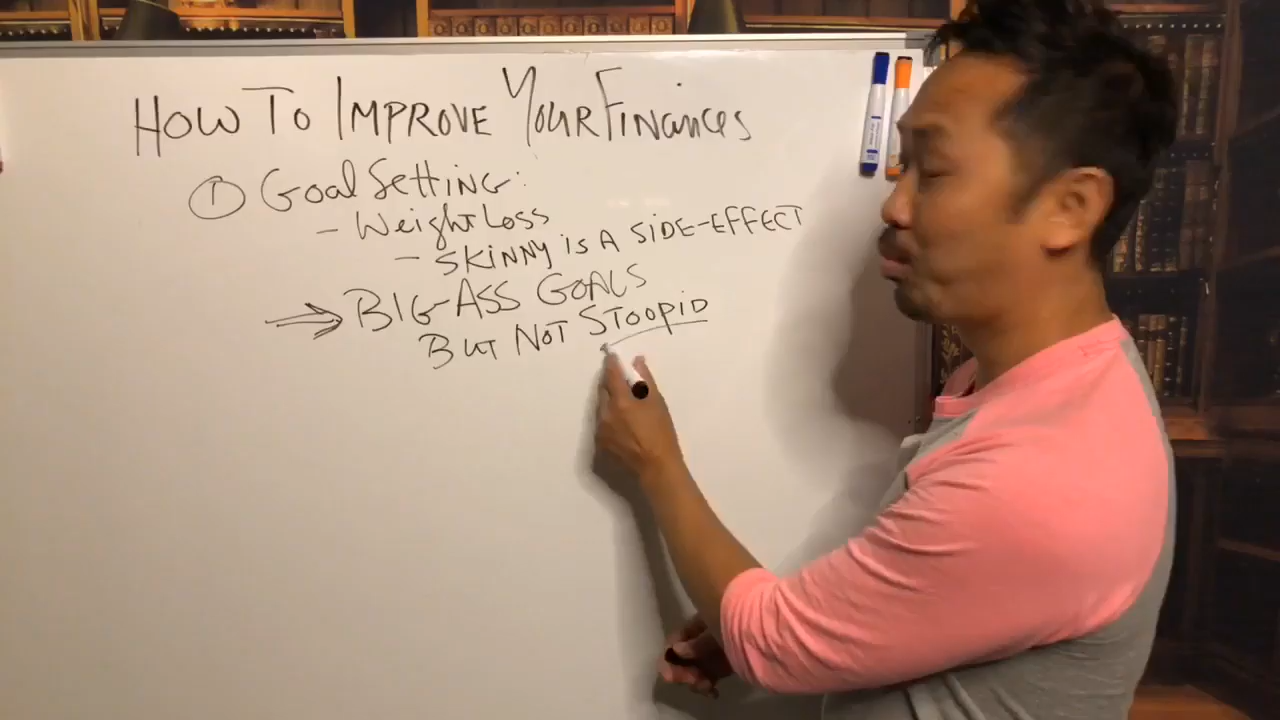 How To Improve Your Finances
① Goal Setting:
- Weight Loss
- Skinny is A Side-Effect
⇒ Big-Ass Goals
But Not Stoopid